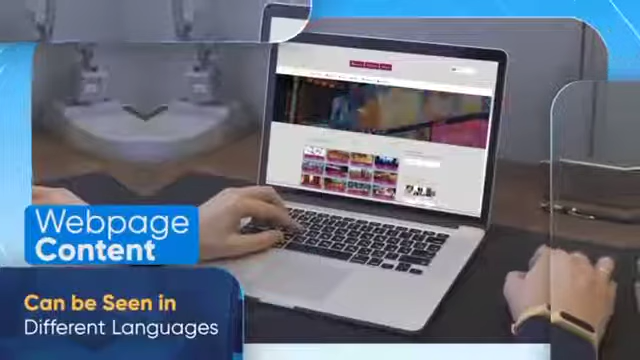 Webpage
Content
Can be Seen in
Different Languages